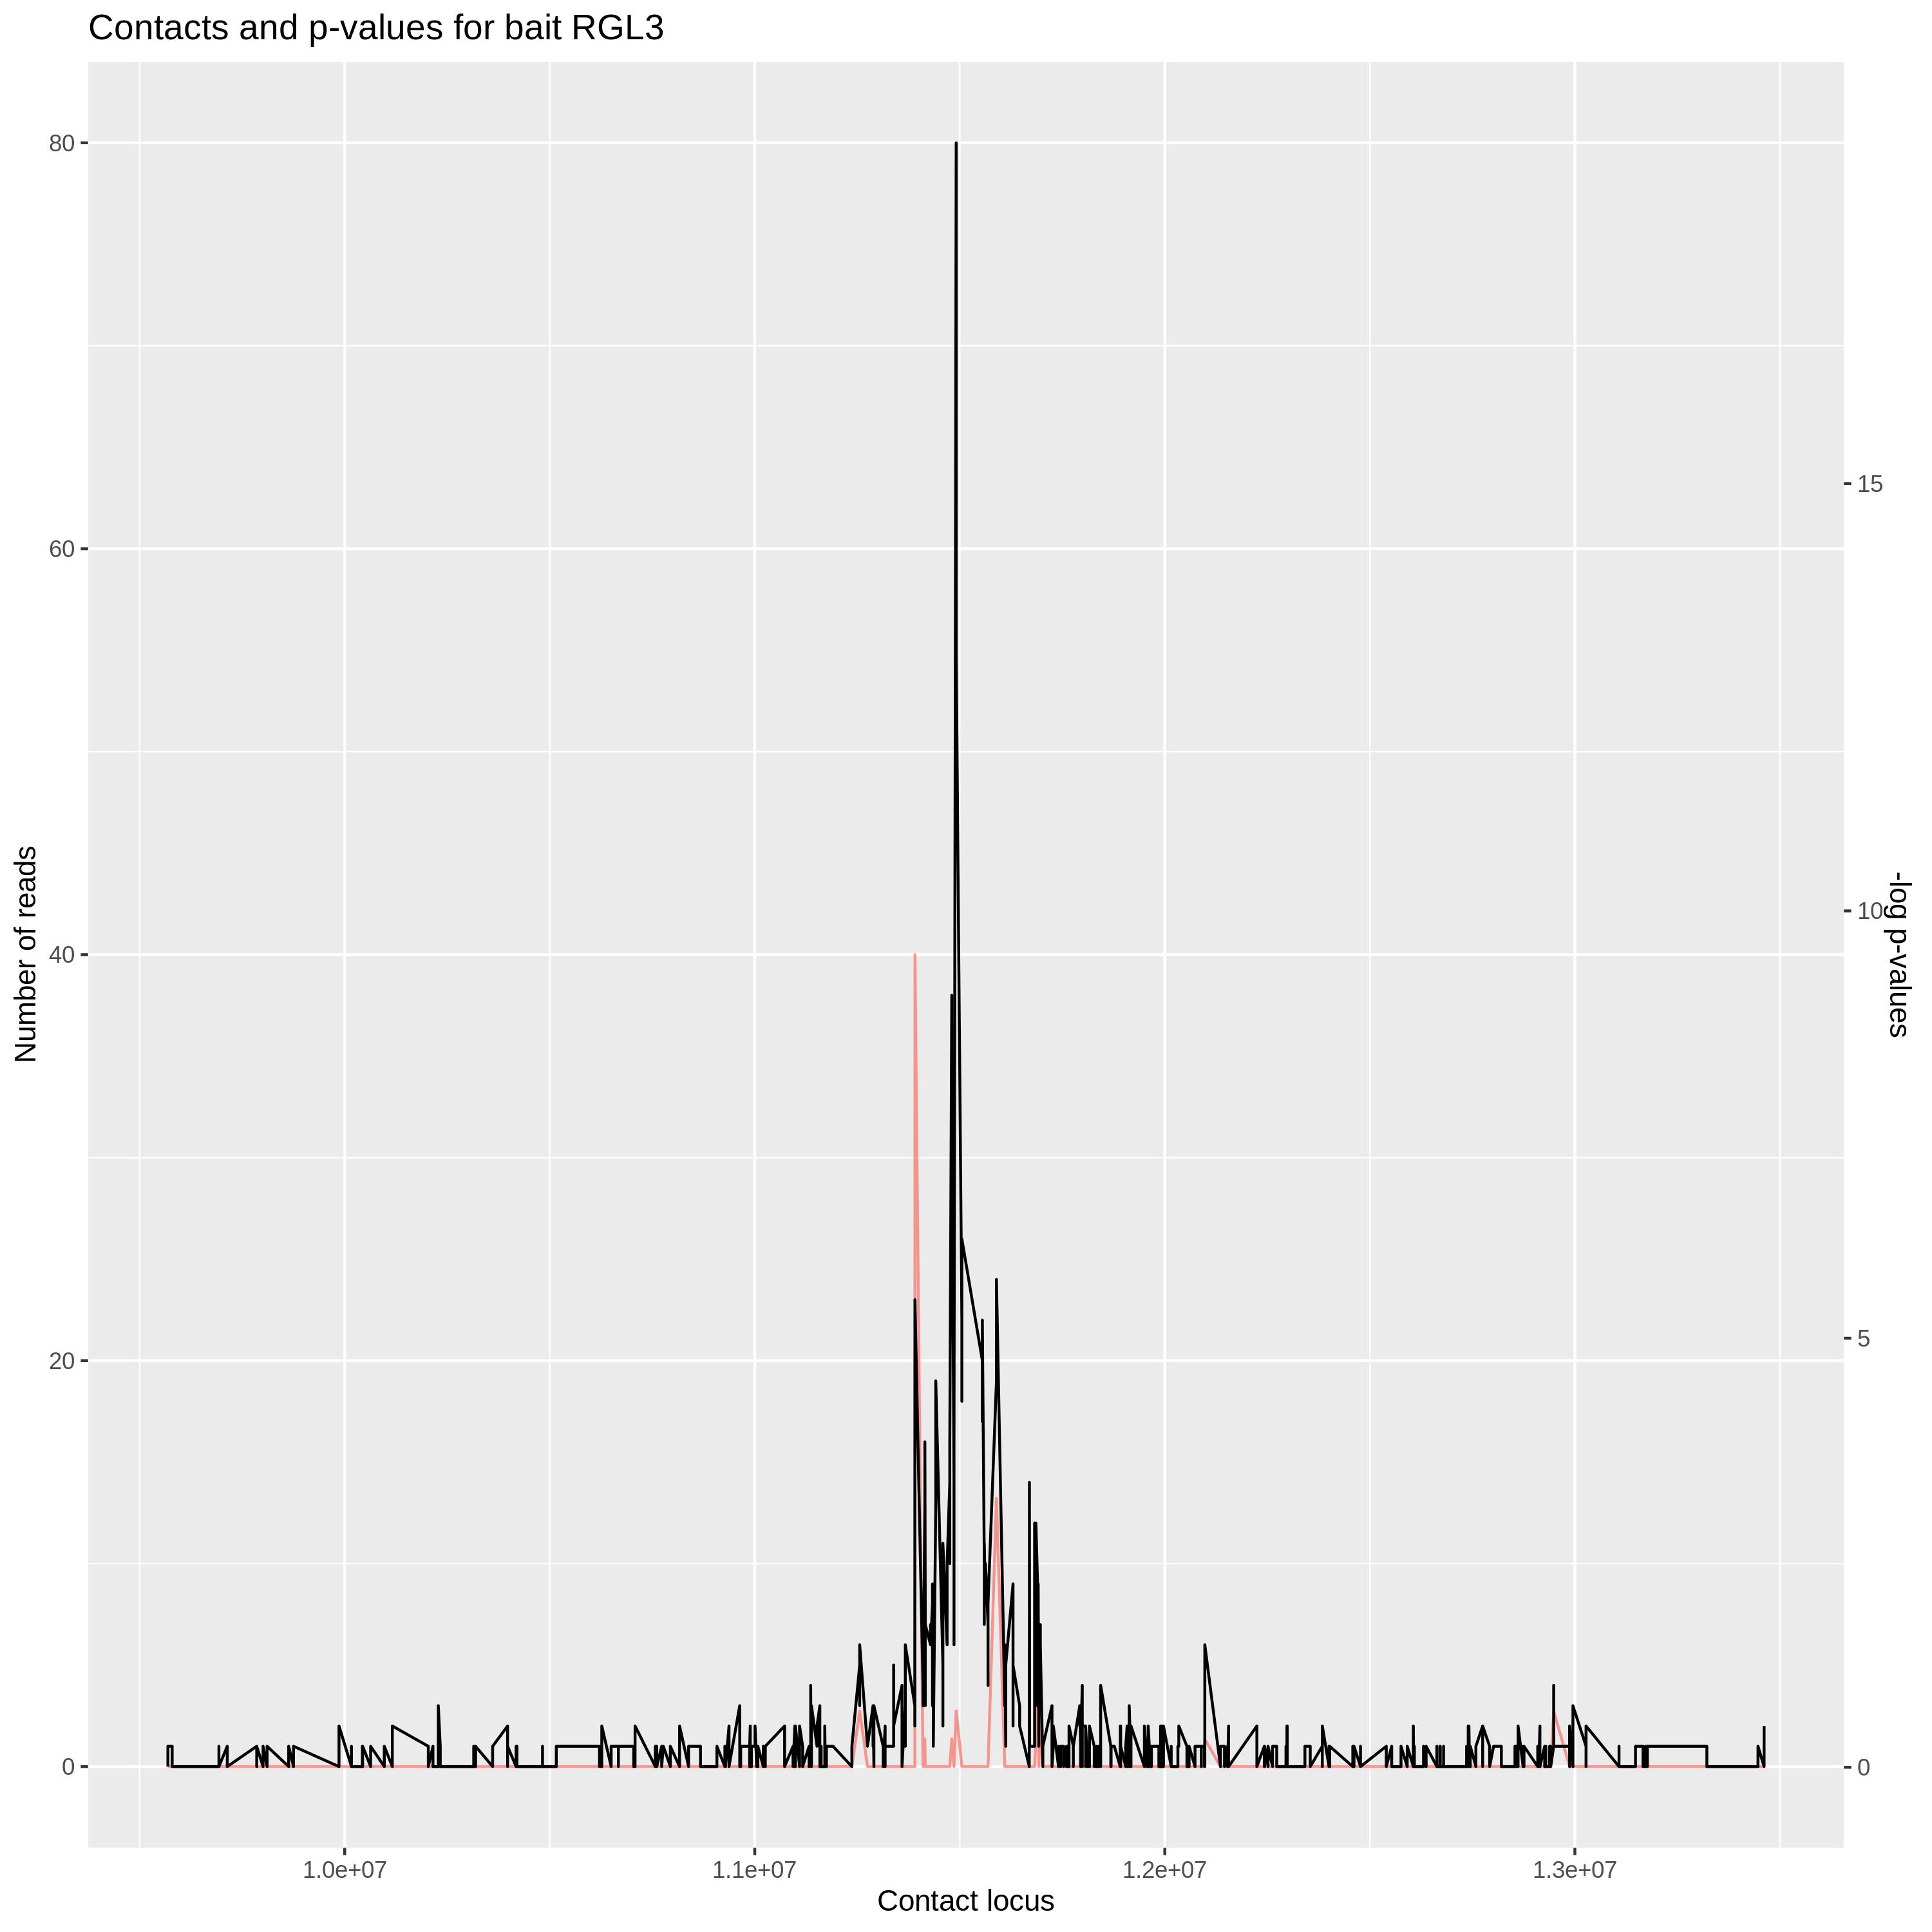 Contacts and p-values for bait RGL3
80
60
40
20
0
Number of reads
15
10
5
0
-log p-values
1.0e+07 1.1e+07 1.2e+07 1.3e+07
Contact locus